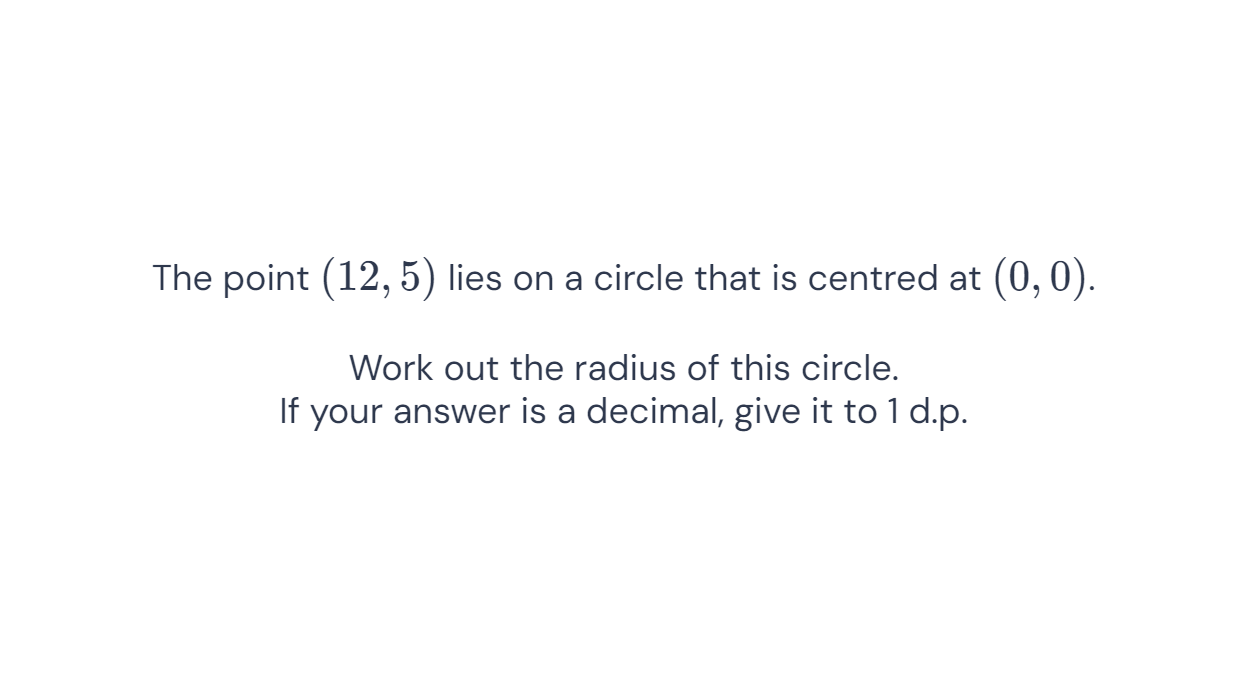 The point (12, 5) lies on a circle that is centred at (0, 0).
Work out the radius of this circle.
If your answer is a decimal, give it to 1 d.p.